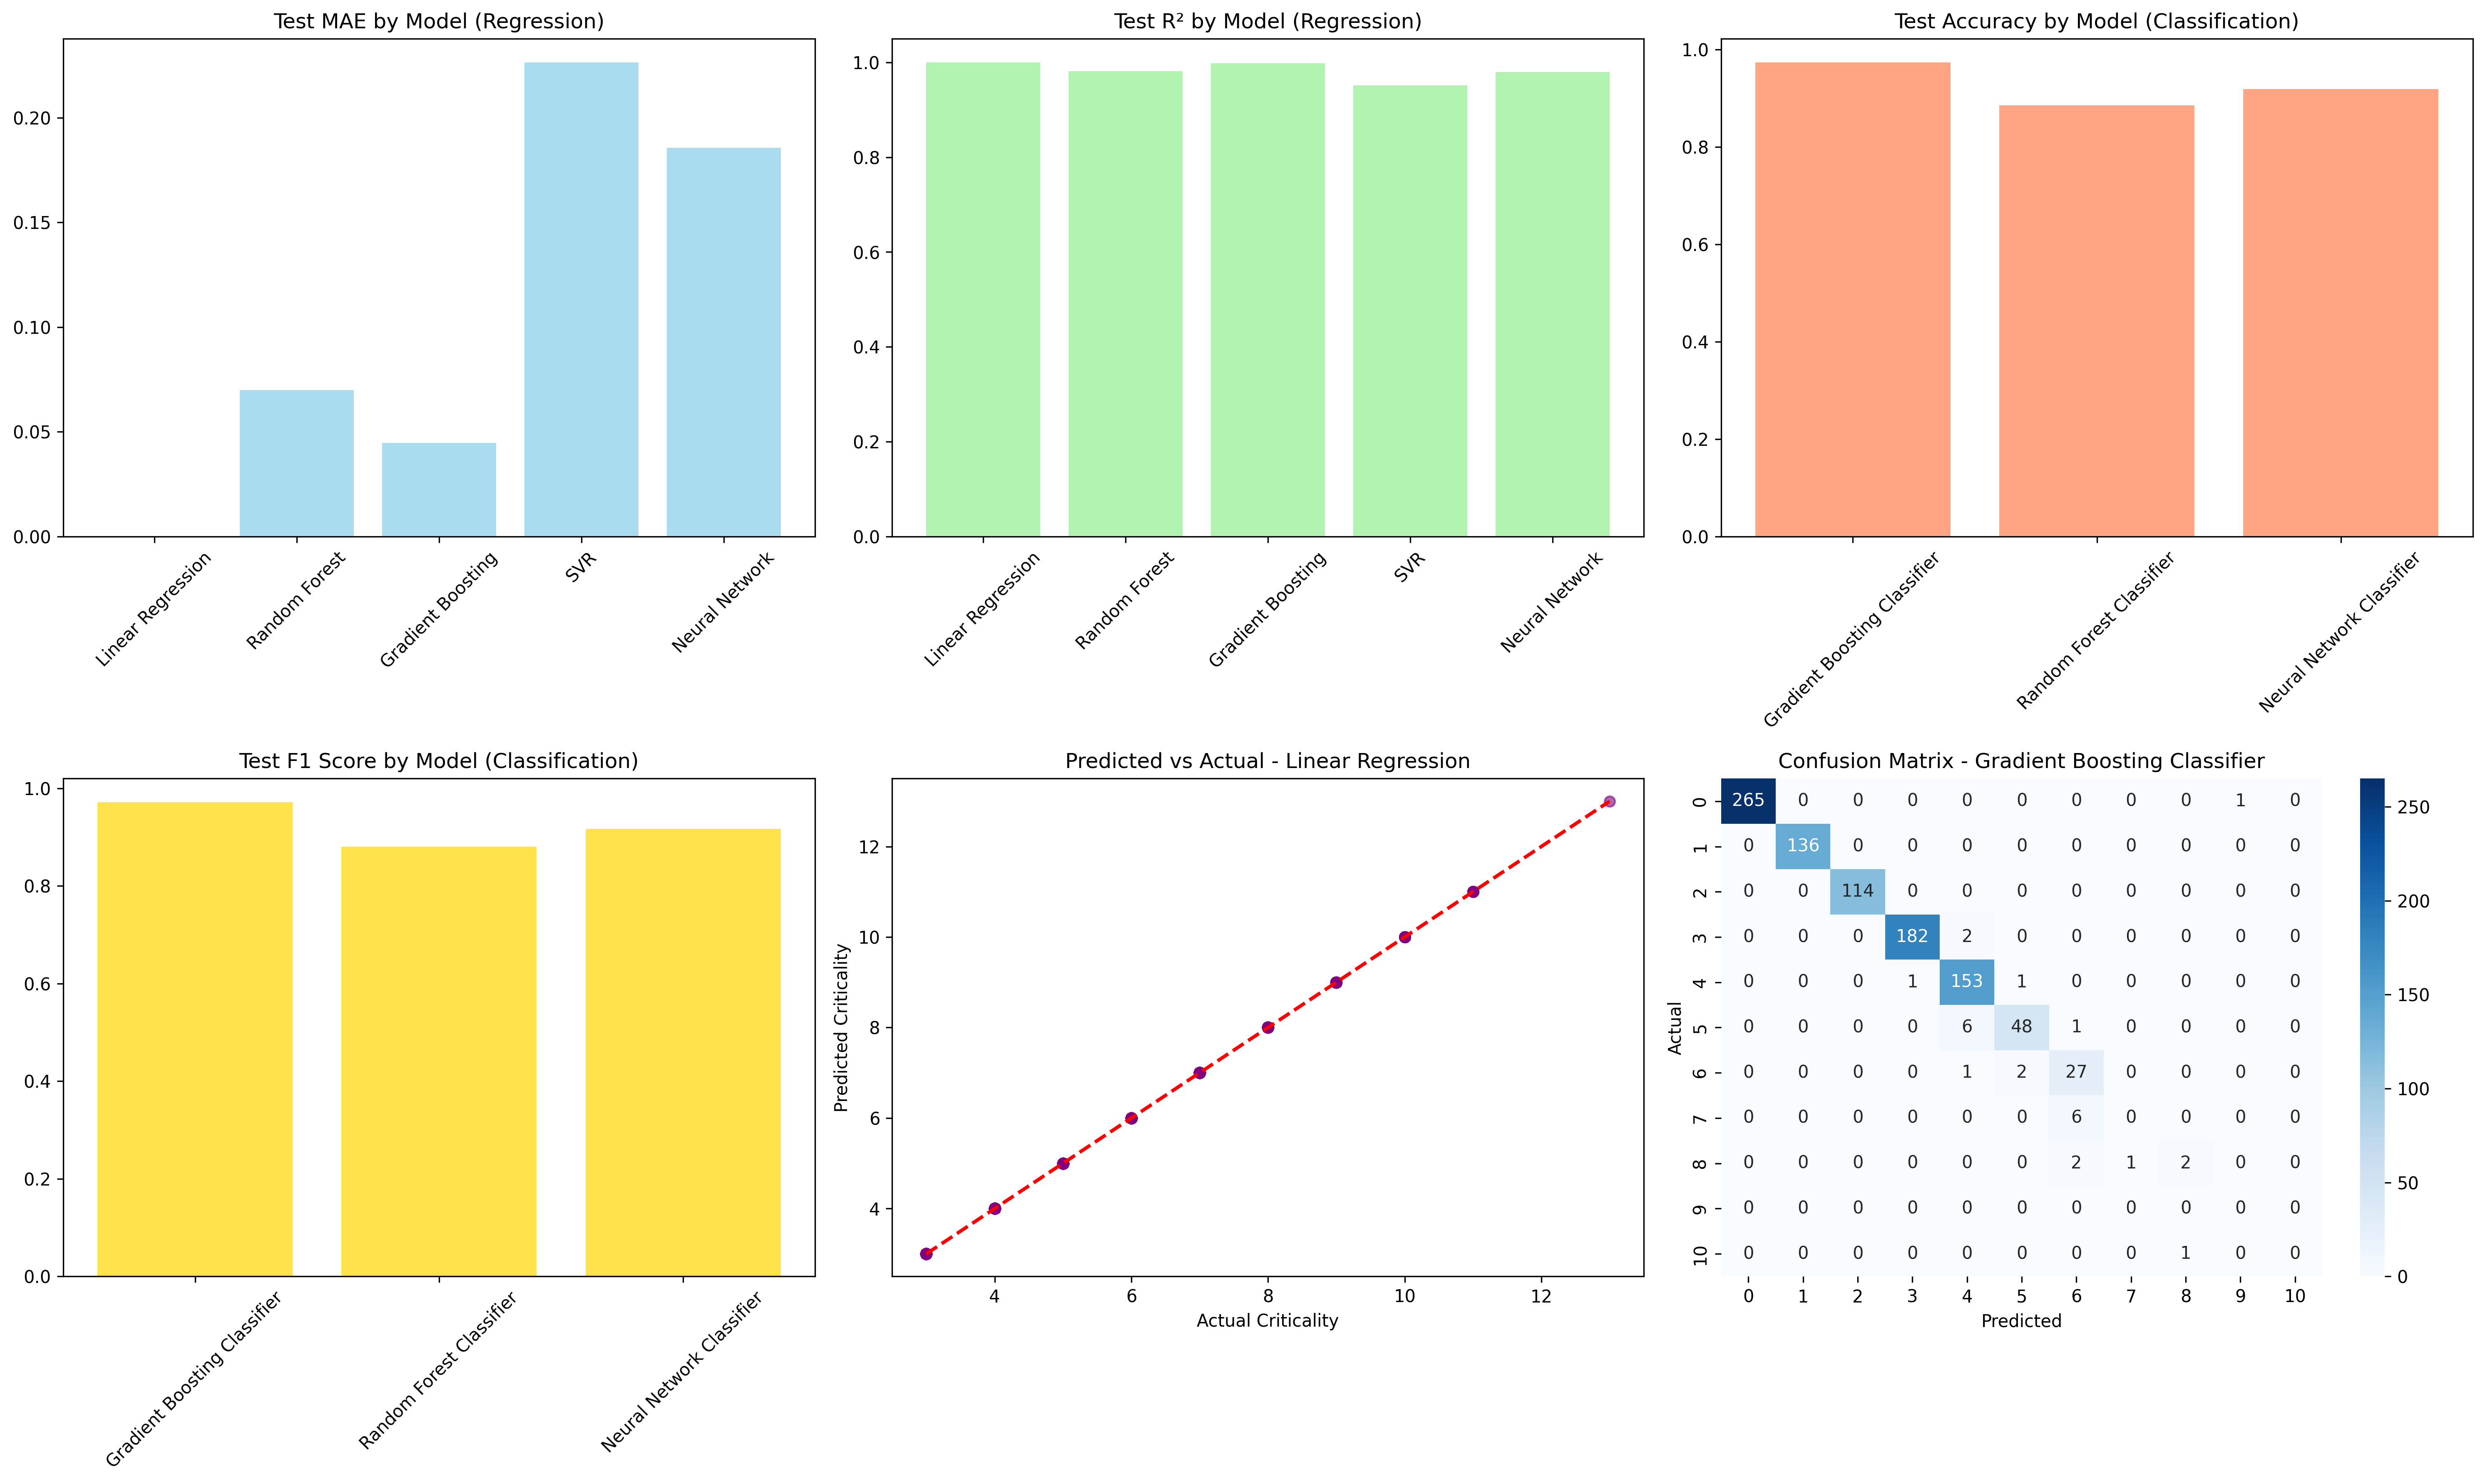 Test MAE by Model (Regression)
0.20
0.15
0.10
0.05
0.00
Linear Regression
Random Forest
Gradient Boosting
SVR
Neural Network
Test R² by Model (Regression)
1.0
0.8
0.6
0.4
0.2
0.0
Linear Regression
Random Forest
Gradient Boosting
SVR
Neural Network
Test Accuracy by Model (Classification)
1.0
0.8
0.6
0.4
0.2
0.0
Gradient Boosting Classifier
Random Forest Classifier
Neural Network Classifier
Test F1 Score by Model (Classification)
1.0
0.8
0.6
0.4
0.2
0.0
Gradient Boosting Classifier
Random Forest Classifier
Neural Network Classifier
Predicted vs Actual - Linear Regression
Predicted Criticality
12
10
8
6
4
4 6 8 10 12
Actual Criticality
Confusion Matrix - Gradient Boosting Classifier
Actual
0 265 0 0 0 0 0 0 0 0 1 0
1 0 136 0 0 0 0 0 0 0 0 0
2 0 0 114 0 0 0 0 0 0 0 0
3 0 0 0 182 2 0 0 0 0 0 0
4 0 0 0 1 153 1 0 0 0 0 0
5 0 0 0 0 6 48 1 0 0 0 0
6 0 0 0 0 1 2 27 0 0 0 0
7 0 0 0 0 0 0 6 0 0 0 0
8 0 0 0 0 0 0 2 1 2 0 0
9 0 0 0 0 0 0 0 0 0 0 0
10 0 0 0 0 0 0 0 0 1 0 0
0 1 2 3 4 5 6 7 8 9 10
Predicted
250
200
150
100
50
0